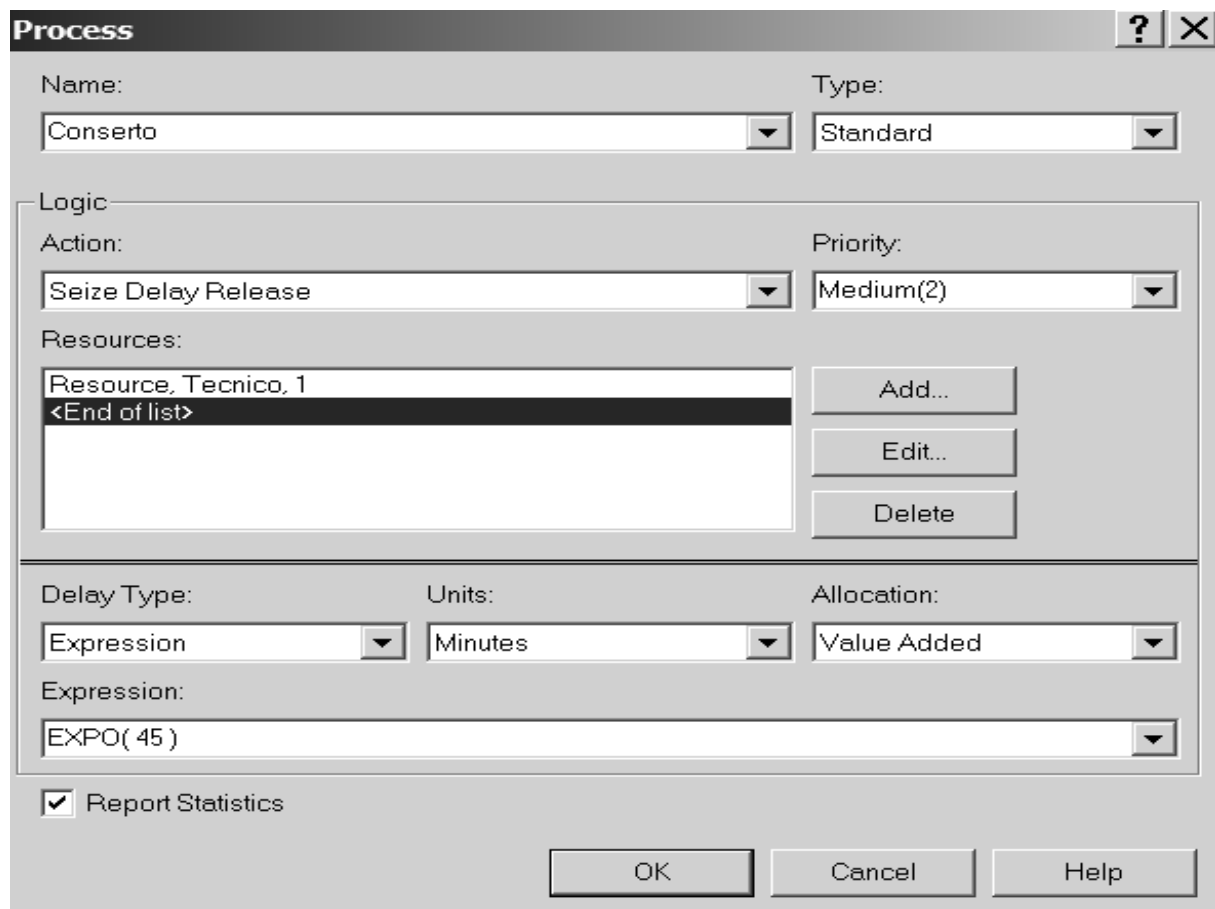 Process ? X
Name: Type:
Conserto Standard
Logic
Action: Priority:
Seize Delay Release Medium(2)
Resources:
Resource, Tecnico, 1
<End of list>
Add...
Edit...
Delete
Delay Type: Units: Allocation:
Expression Minutes Value Added
Expression:
EXPO( 45 )
Report Statistics
OK Cancel Help